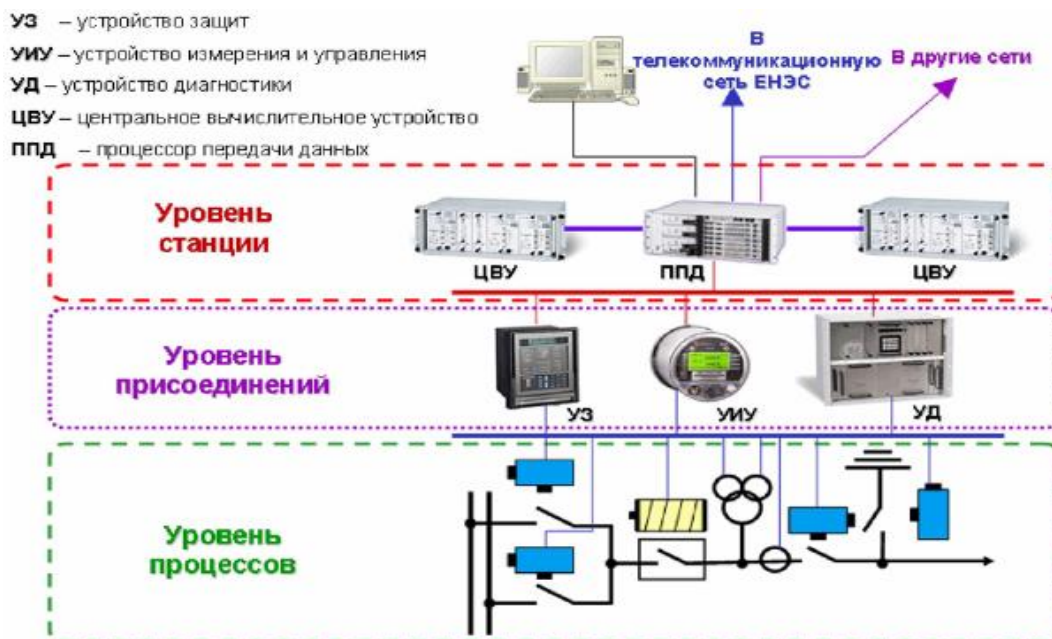 УЗ – устройство защит
УИУ – устройство измерения и управления
УД – устройство диагностики
ЦВУ – центральное вычислительное устройство
ППД – процессор передачи данных
В
телекоммуникационную
сеть ЕНЭС
В другие сети
Уровень
станции
ЦВУ
ППД
ЦВУ
Уровень
присоединений
УЗ
УИУ
УД
Уровень
процессов